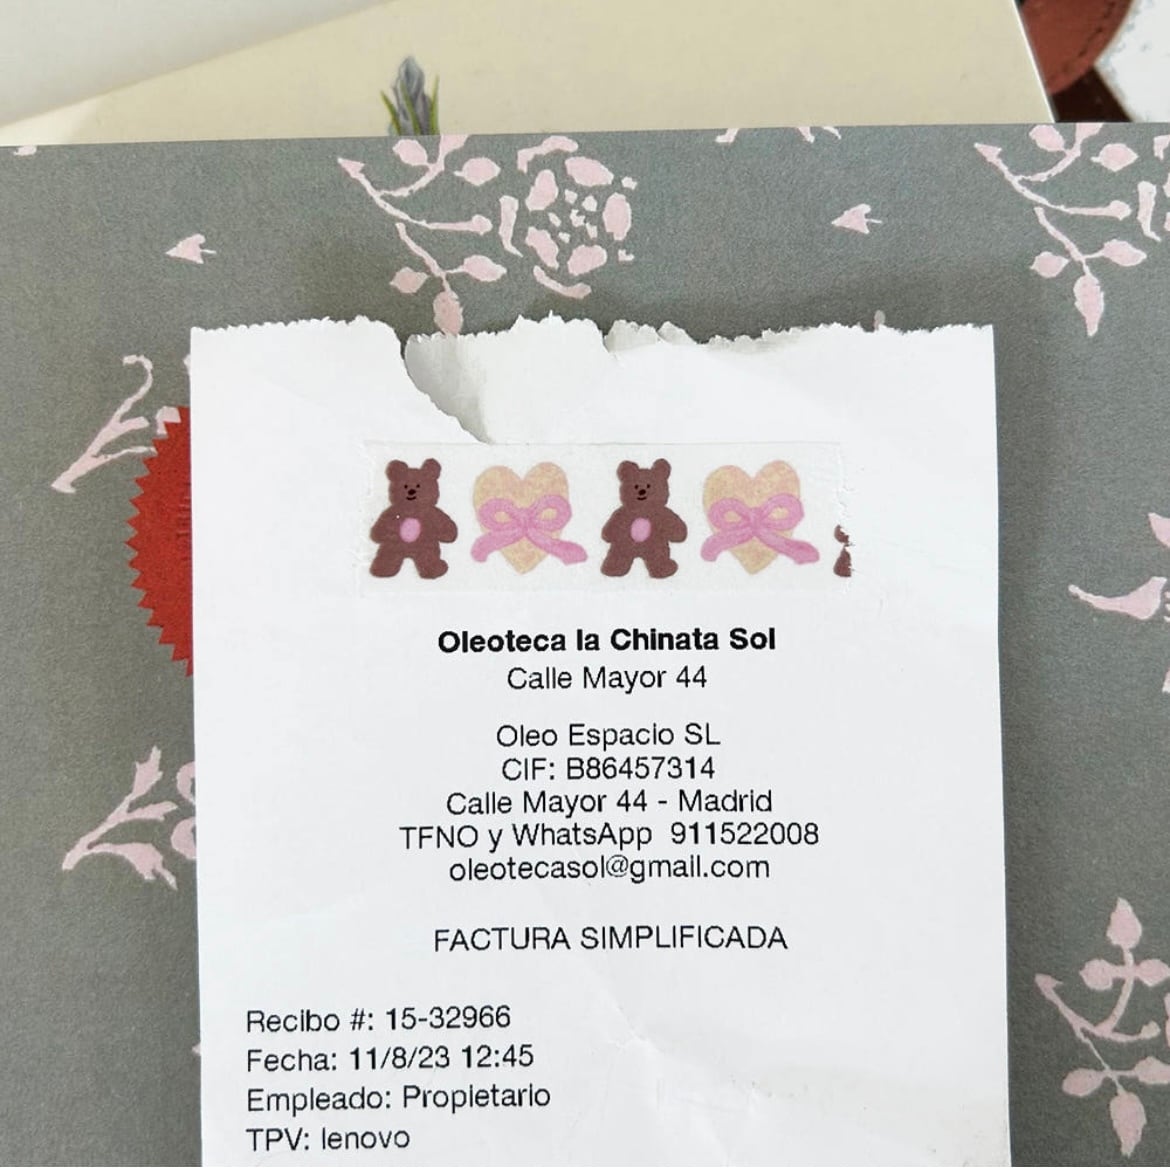 Oleoteca la Chinata Sol
Calle Mayor 44
Oleo Espacio SL
CIF: B86457314
Calle Mayor 44 - Madrid
TFNO y WhatsApp 911522008
oleotecasol@gmail.com
FACTURA SIMPLIFICADA
Recibo #: 15-32966
Fecha: 11/8/23 12:45
Empleado: Propietario
TPV: lenovo